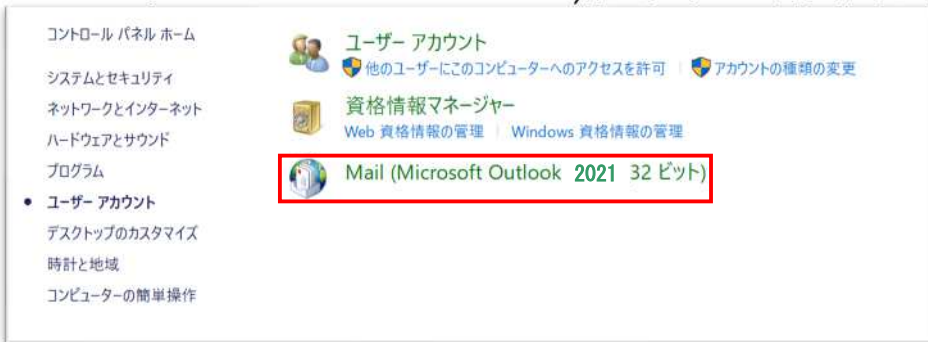 コントロール パネル ホーム
システムとセキュリティ
ネットワークとインターネット
ハードウェアとサウンド
プログラム
ユーザー アカウント
デスクトップのカスタマイズ
時計と地域
コンピューターの簡単操作
ユーザー アカウント
他のユーザーにこのコンピューターへのアクセスを許可 アカウントの種類の変更
資格情報マネージャー
Web 資格情報の管理 Windows 資格情報の管理
Mail (Microsoft Outlook 2021 32 ビット)